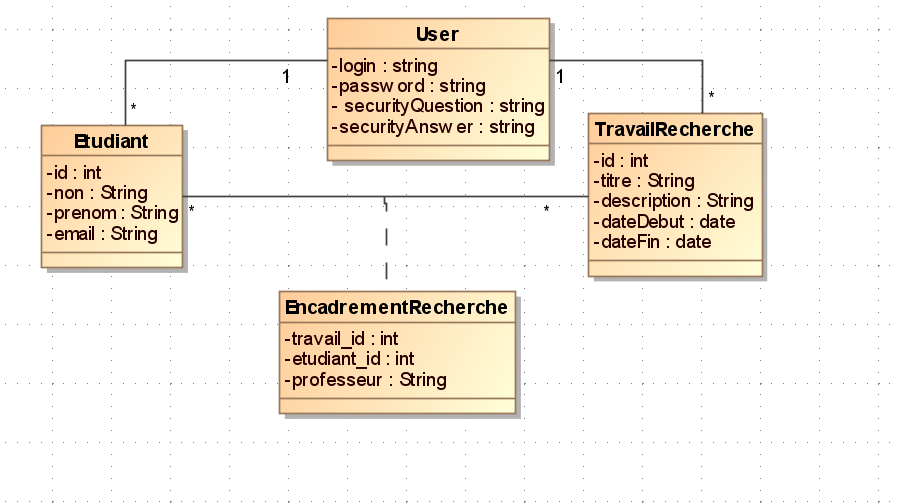 User
-login : string
-password : string
- securityQuestion : string
-securityAnswer : string
1
1
*
*
Etudiant
-id : int
-non : String
-prenom : String
-email : String
TravailRecherche
-id : int
-titre : String
-description : String
-dateDebut : date
-dateFin : date
*
*
EncadrementRecherche
-travail_id : int
-etudiant_id : int
-professeur : String